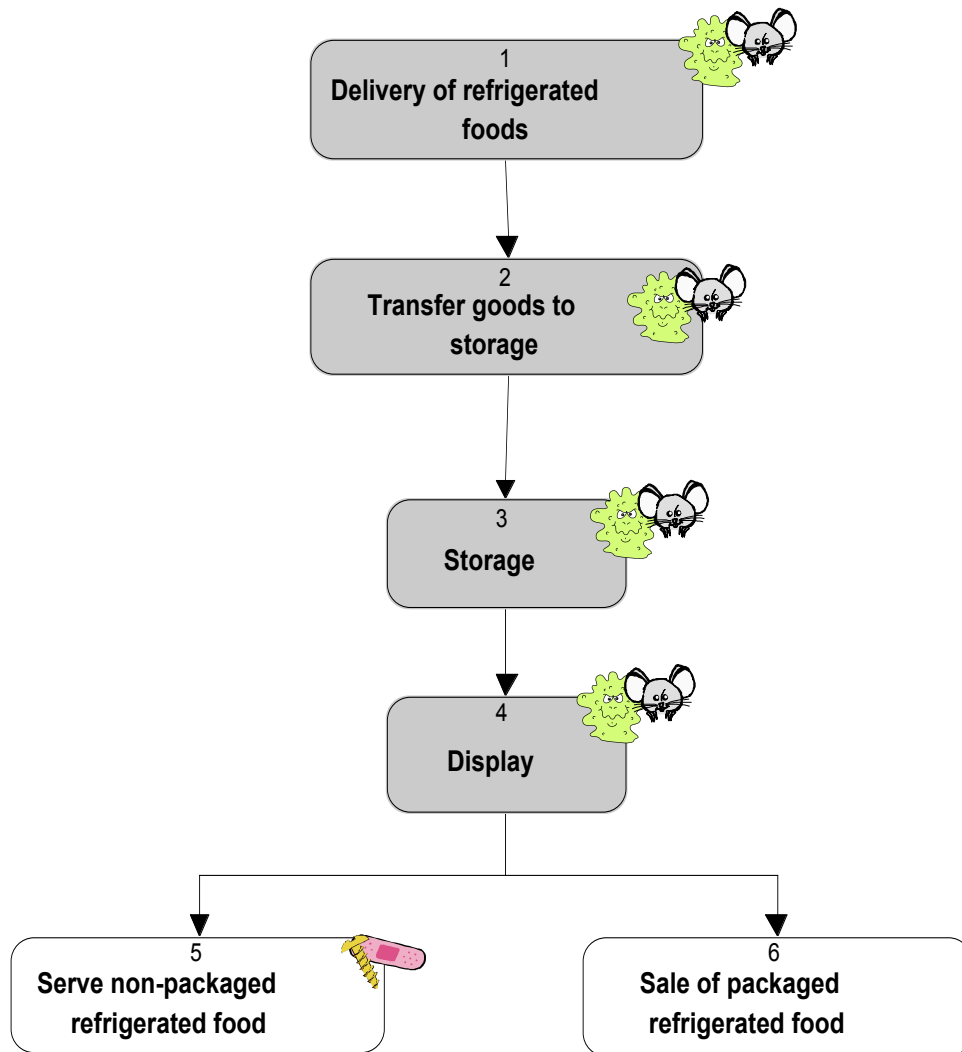 1
Delivery of refrigerated
foods
2
Transfer goods to
storage
3
Storage
4
Display
5
Serve non-packaged
refrigerated food
6
Sale of packaged
refrigerated food